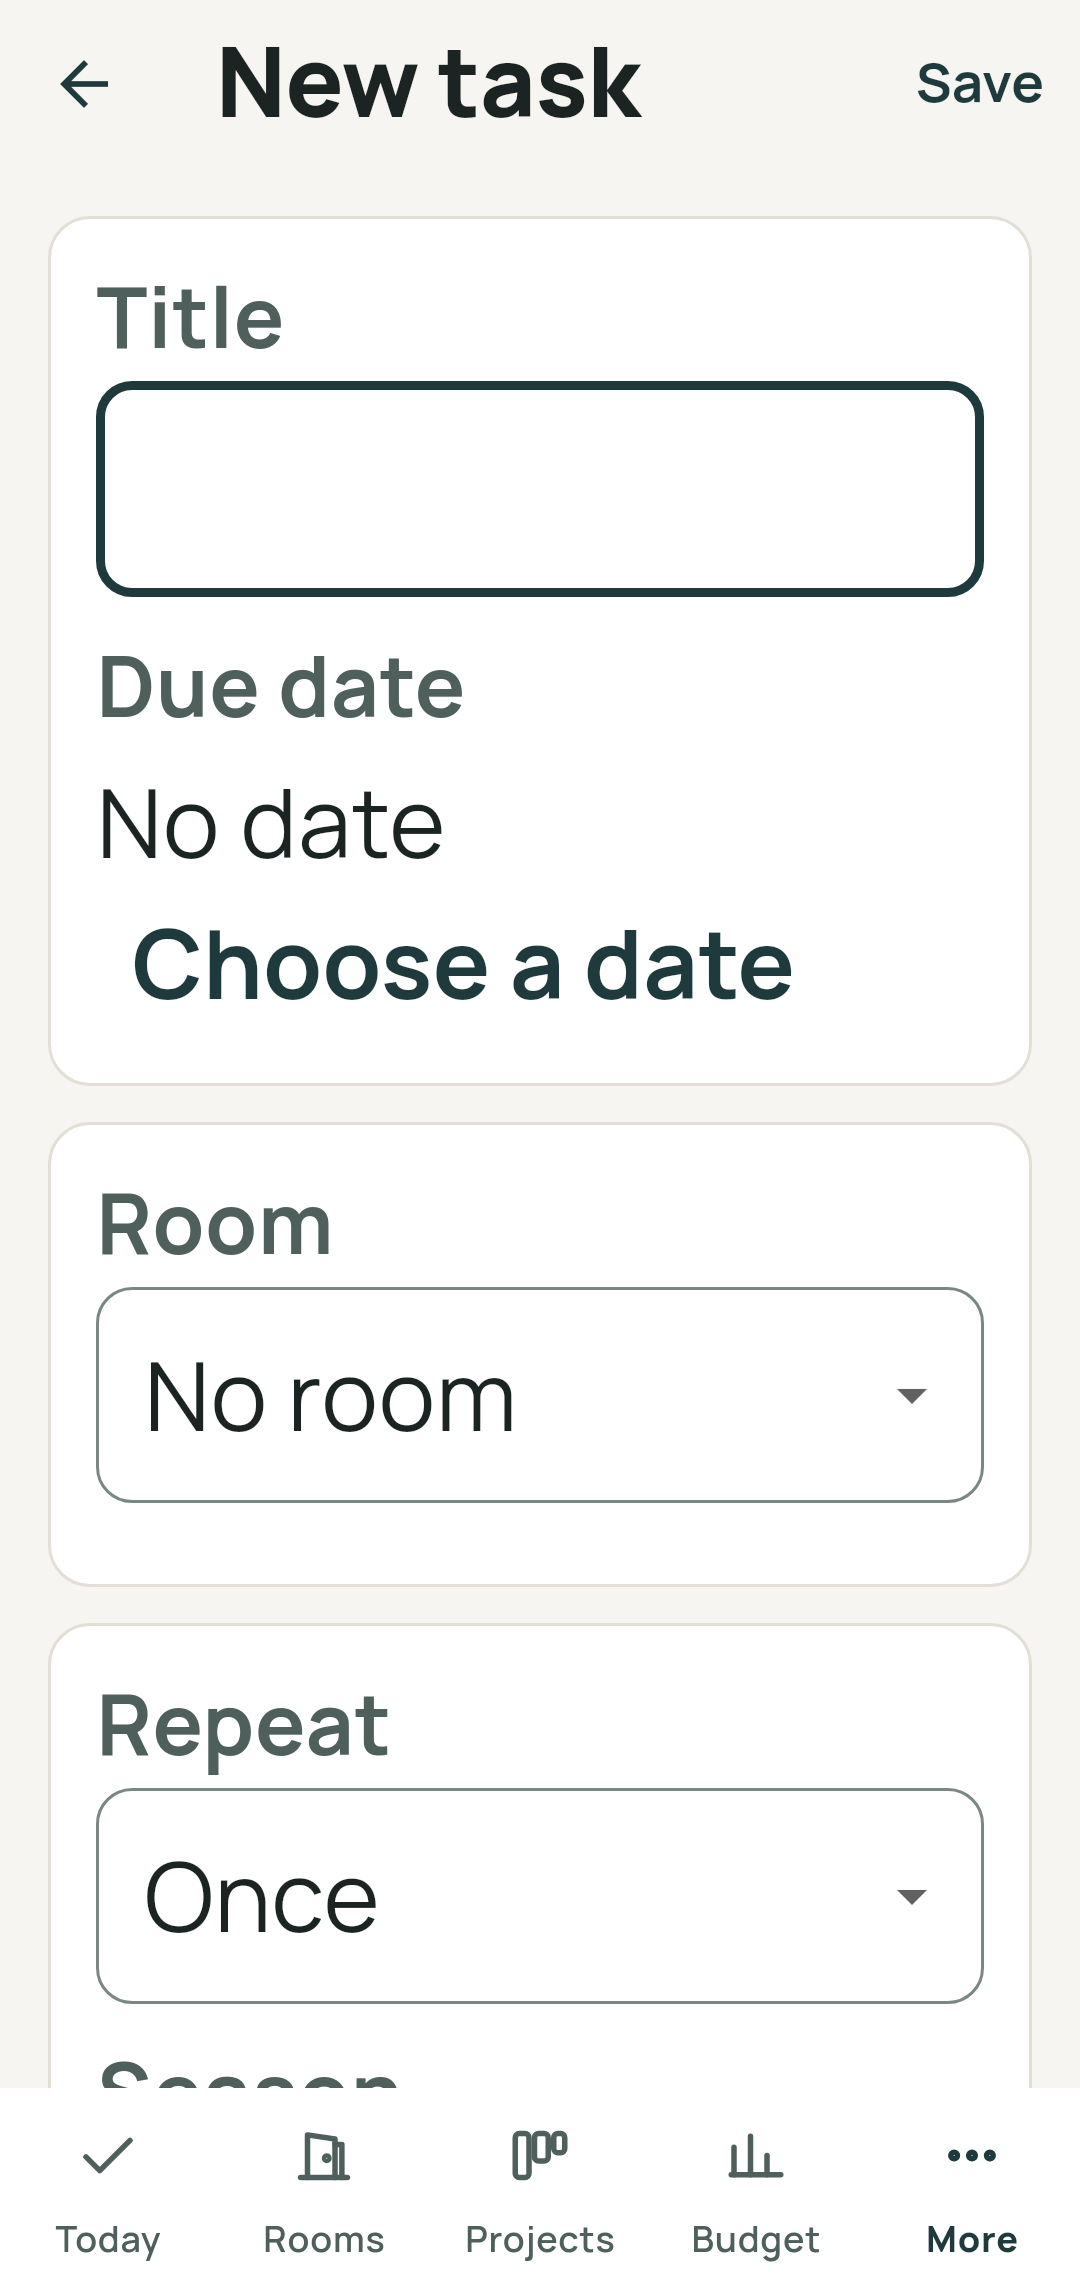 New task
Save
Title
Due date
No date
Choose a date
Room
No room
Repeat
Once
Season
Today
Rooms
Projects
Budget
More